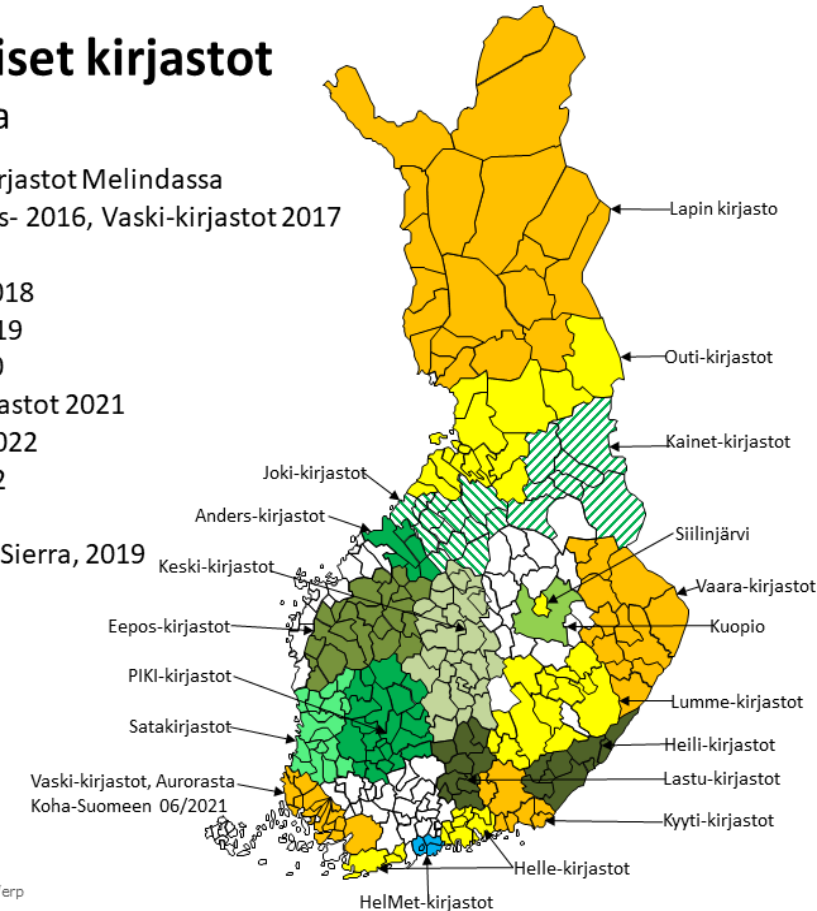 iset kirjastot
a
rjastot Melindassa
s- 2016, Vaski-kirjastot 2017
018
19
0
astot 2021
022
2
Sierra, 2019
Lapin kirjasto
Outi-kirjastot
Kainet-kirjastot
Joki-kirjastot
Anders-kirjastot
Siilinjärvi
Keski-kirjastot
Vaara-kirjastot
Eepos-kirjastot
Kuopio
PIKI-kirjastot
Lumme-kirjastot
Satakirjastot
Heili-kirjastot
Vaski-kirjastot, Aurorasta
Koha-Suomeen 06/2021
Lastu-kirjastot
Kyyti-kirjastot
Helle-kirjastot
HelMet-kirjastot
erp